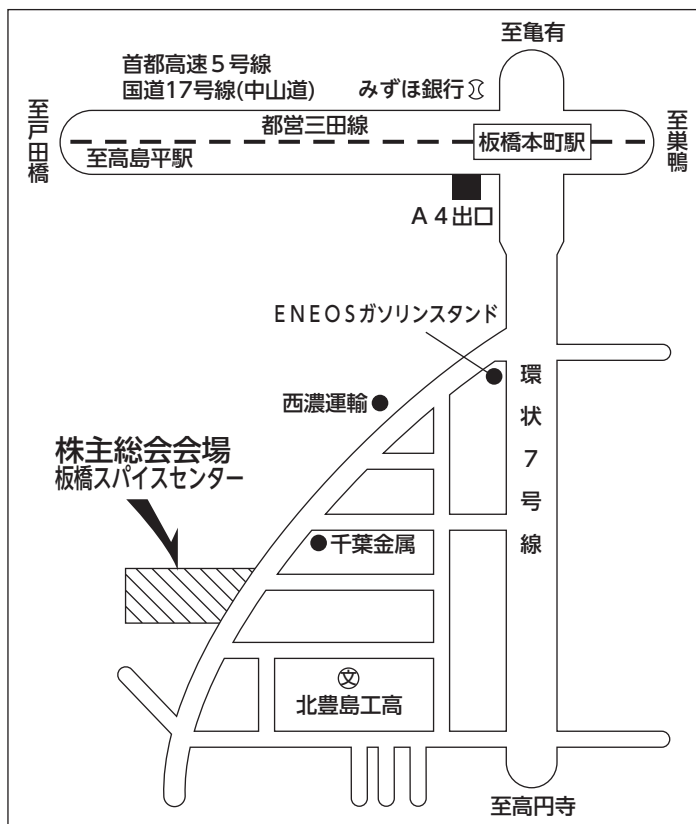 至亀有
首都高速5号線
国道17号線(中山道)
みずほ銀行
至戸田橋
都営三田線
板橋本町駅
至巣鴨
至高島平駅
A4出口
ENEOSガソリンスタンド
環状7号線
西濃運輸
株主総会会場
板橋スパイスセンター
千葉金属
文
北豊島工高
至高円寺